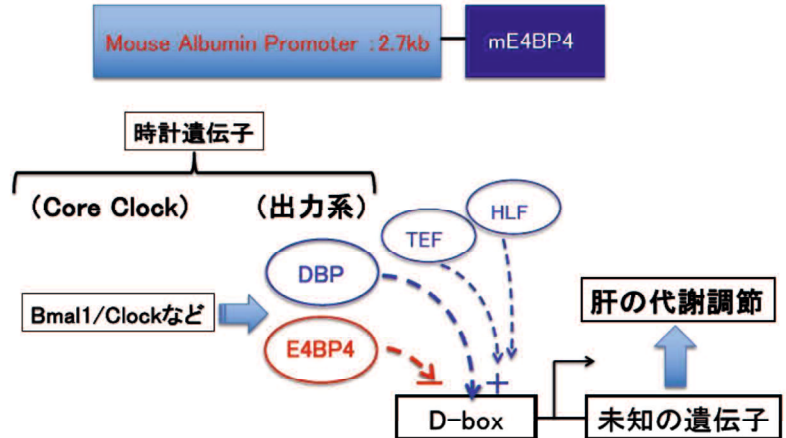 Mouse Albumin Promoter : 2.7kb
mE4BP4
時計遺伝子
(Core Clock)
(出力系)
TEF
HLF
DBP
Bmal1/Clockなど
E4BP4
肝の代謝調節
− +
D-box
未知の遺伝子